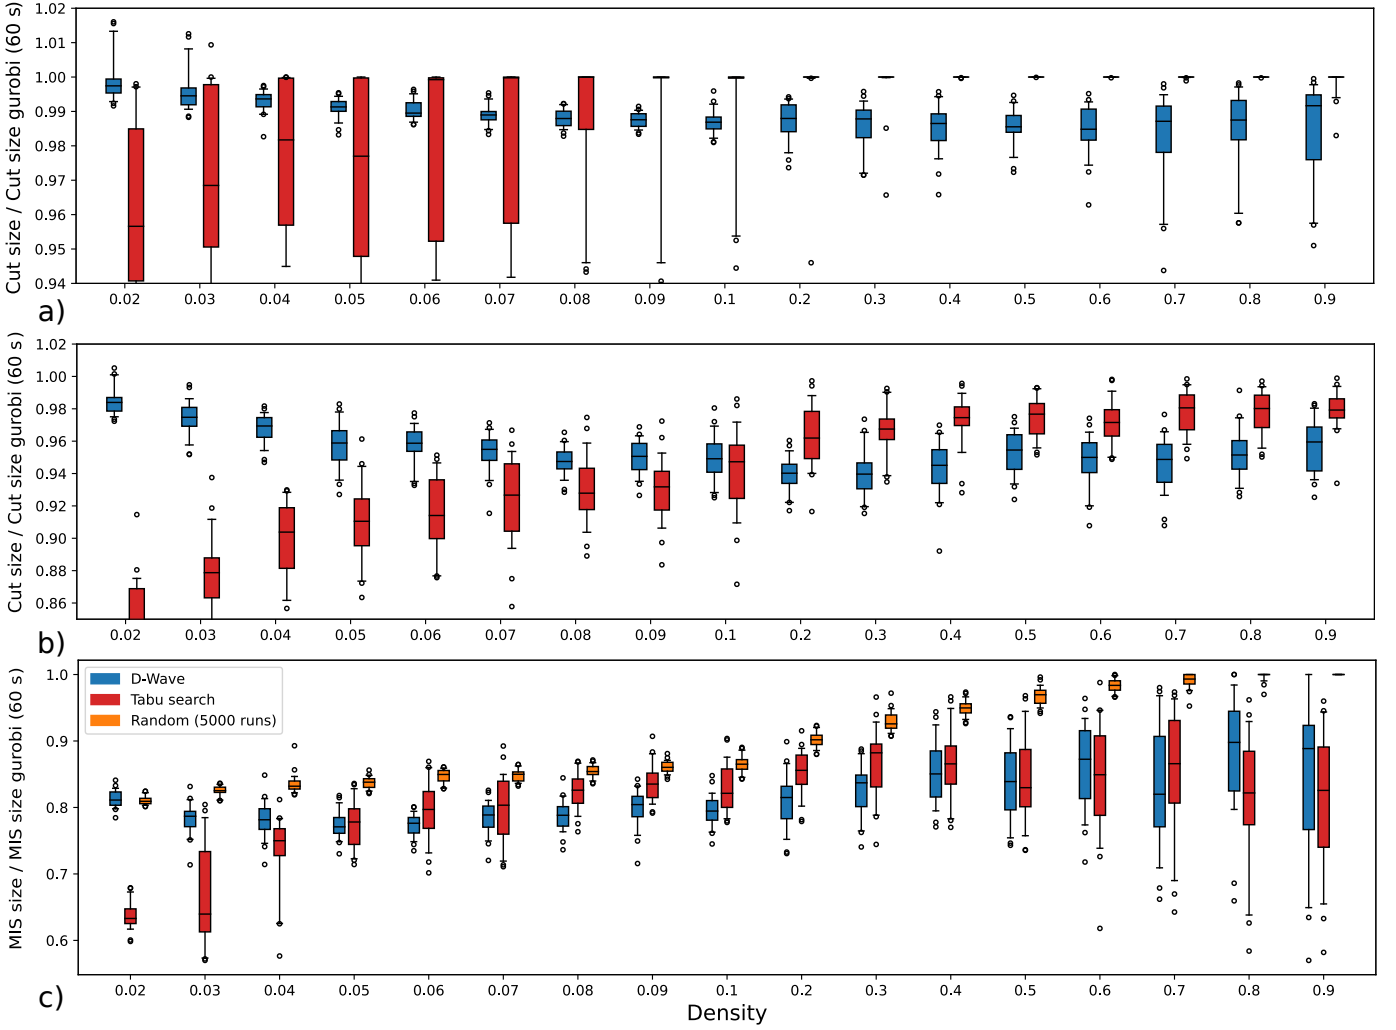 Cut size / Cut size gurobi (60 s)
1.02
1.01
1.00
0.99
0.98
0.97
0.96
0.95
0.94
0.02 0.03 0.04 0.05 0.06 0.07 0.08 0.09 0.1 0.2 0.3 0.4 0.5 0.6 0.7 0.8 0.9
a)
Cut size / Cut size gurobi (60 s)
1.02
1.00
0.98
0.96
0.94
0.92
0.90
0.88
0.86
0.02 0.03 0.04 0.05 0.06 0.07 0.08 0.09 0.1 0.2 0.3 0.4 0.5 0.6 0.7 0.8 0.9
b)
MIS size / MIS size gurobi (60 s)
1.0
0.9
0.8
0.7
0.6
D-Wave
Tabu search
Random (5000 runs)
0.02 0.03 0.04 0.05 0.06 0.07 0.08 0.09 0.1 0.2 0.3 0.4 0.5 0.6 0.7 0.8 0.9
c)
Density